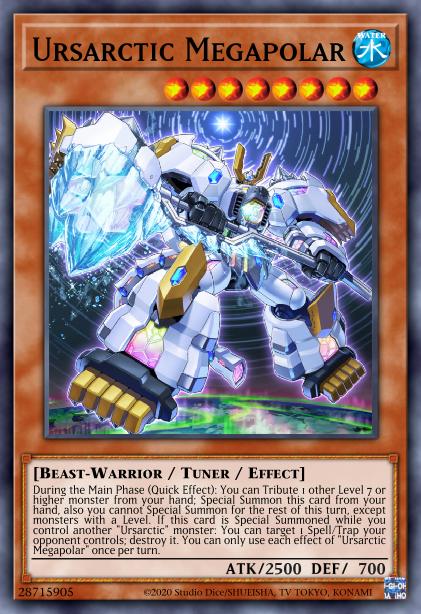 URSARCTIC MEGAPOLAR
WATER
水
[BEAST-WARRIOR / TUNER / EFFECT]
During the Main Phase (Quick Effect): You can Tribute 1 other Level 7 or
higher monster from your hand; Special Summon this card from your
hand, also you cannot Special Summon for the rest of this turn, except
monsters with a Level. If this card is Special Summoned while you
control another "Ursarctic" monster: You can target 1 Spell/Trap your
opponent controls; destroy it. You can only use each effect of "Ursarctic
Megapolar" once per turn.
ATK/2500 DEF/ 700
28715905
©2020 Studio Dice/SHUEISHA, TV TOKYO, KONAMI